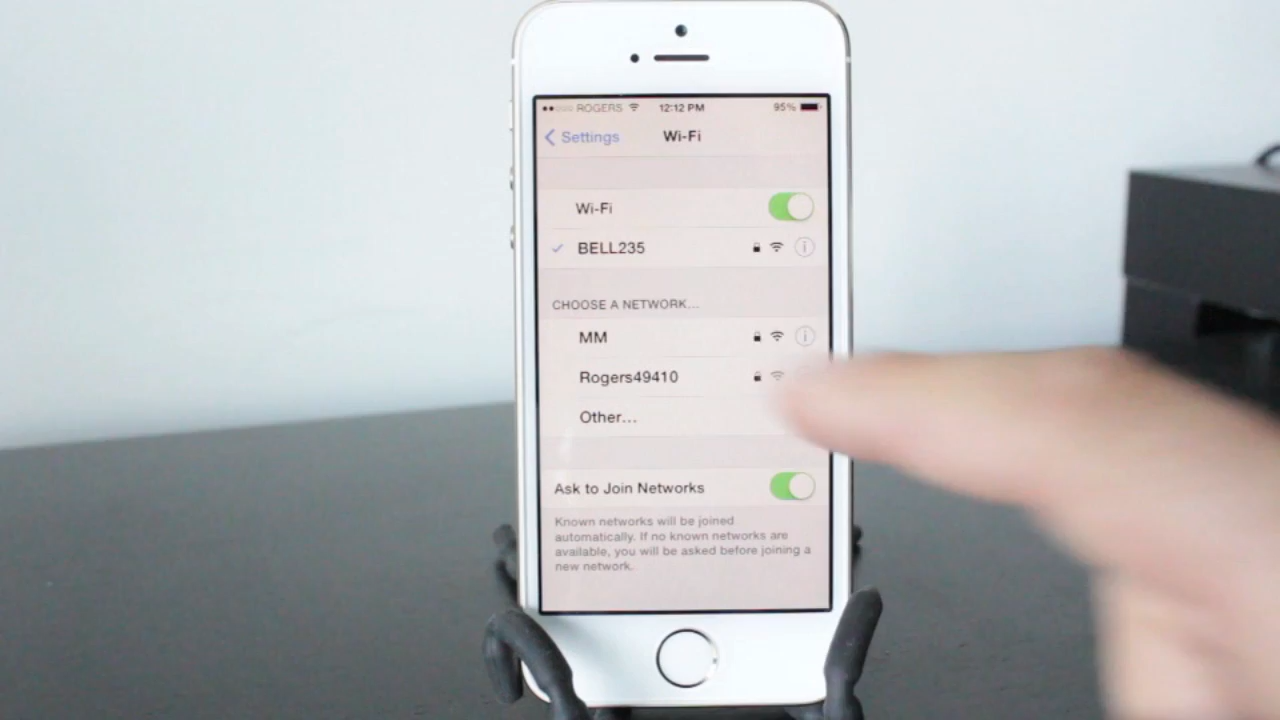 ROGERS 12:12 PM 95%
Settings Wi-Fi
Wi-Fi
BELL235
CHOOSE A NETWORK...
MM
Rogers49410
Other...
Ask to Join Networks
Known networks will be joined
automatically. If no known networks are
available, you will be asked before joining a
new network.